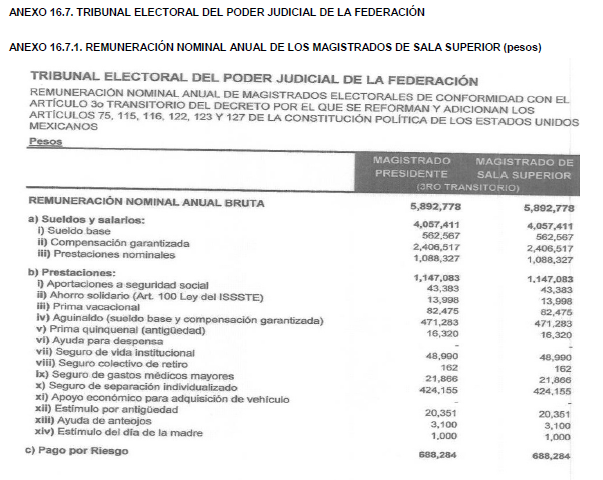 ANEXO 16.7. TRIBUNAL ELECTORAL DEL PODER JUDICIAL DE LA FEDERACIÓN
ANEXO 16.7.1. REMUNERACIÓN NOMINAL ANUAL DE LOS MAGISTRADOS DE SALA SUPERIOR (pesos)
TRIBUNAL ELECTORAL DEL PODER JUDICIAL DE LA FEDERACIÓN
REMUNERACIÓN NOMINAL ANUAL DE MAGISTRADOS ELECTORALES DE CONFORMIDAD CON EL
ARTÍCULO 3o TRANSITORIO DEL DECRETO POR EL QUE SE REFORMAN Y ADICIONAN LOS
ARTÍCULOS 75, 115, 116, 122, 123 Y 127 DE LA CONSTITUCIÓN POLÍTICA DE LOS ESTADOS UNIDOS
MEXICANOS
Pesos
MAGISTRADO MAGISTRADO DE
PRESIDENTE SALA SUPERIOR
(3RO TRANSITORIO)
REMUNERACIÓN NOMINAL ANUAL BRUTA 5,892,778 5,892,778
a) Sueldos y salarios: 4,057,411 4,057,411
i) Sueldo base 562,567 562,567
ii) Compensación garantizada 2,406,517 2,406,517
iii) Prestaciones nominales 1,088,327 1,088,327
b) Prestaciones: 1,147,083 1,147,083
i) Aportaciones a seguridad social 43,383 43,383
ii) Ahorro solidario (Art. 100 Ley del ISSSTE) 13,998 13,998
iii) Prima vacacional 82,475 82,475
iv) Aguinaldo (sueldo base y compensación garantizada) 471,283 471,283
v) Prima quinquenal (antigüedad) 16,320 16,320
vi) Ayuda para despensa - -
vii) Seguro de vida institucional 48,990 48,990
viii) Seguro colectivo de retiro 162 162
ix) Seguro de gastos médicos mayores 21,866 21,866
x) Seguro de separación individualizado 424,155 424,155
xi) Apoyo económico para adquisición de vehículo - -
xii) Estímulo por antigüedad 20,351 20,351
xiii) Ayuda de anteojos 3,100 3,100
xiv) Estímulo del día de la madre 1,000 1,000
c) Pago por Riesgo 688,284 688,284